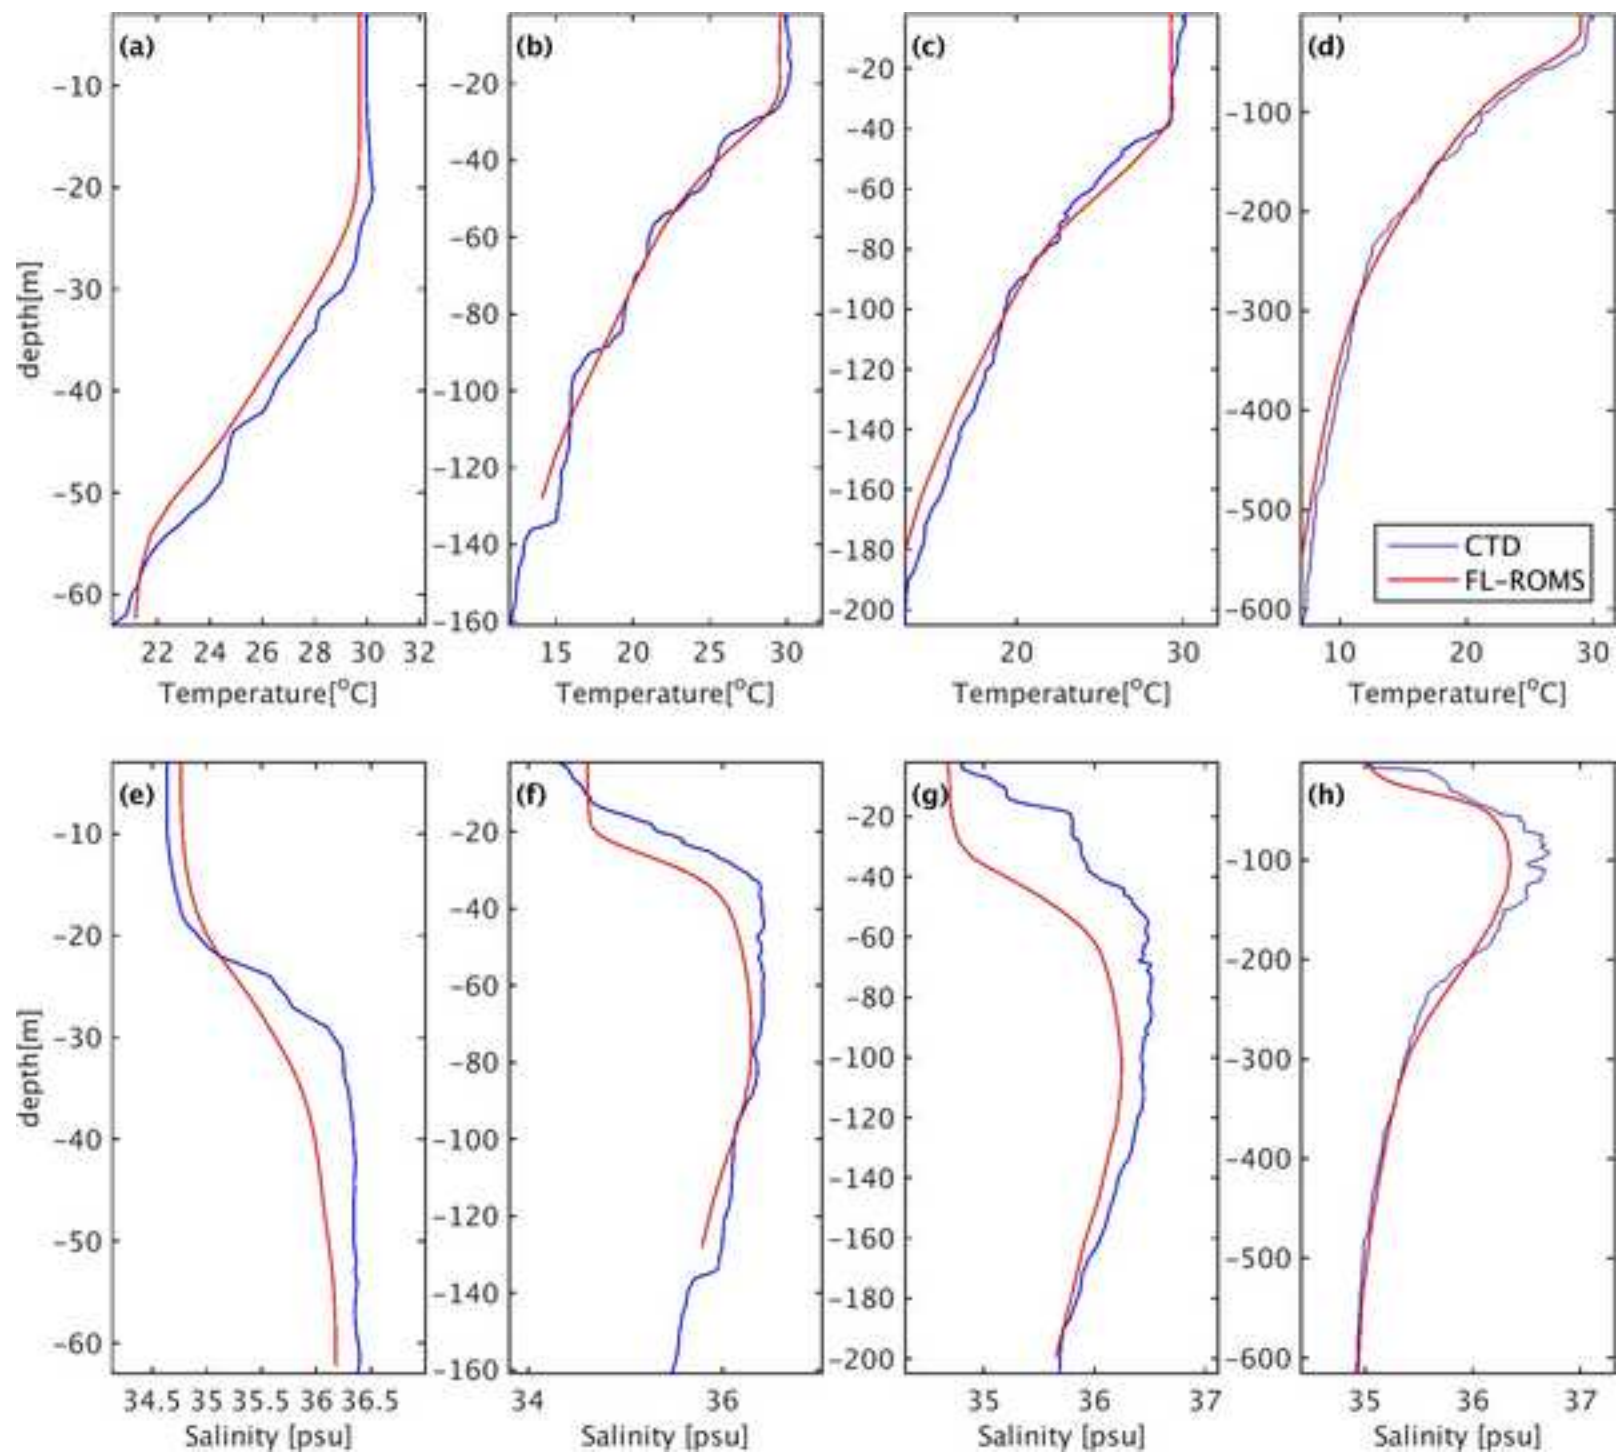 (a) (b) (c) (d)
-10 -20 -30 -40 -50 -60
-20 -40 -60 -80 -100 -120 -140 -160
-20 -40 -60 -80 -100 -120 -140 -160 -180 -200
-100 -200 -300 -400 -500 -600
depth[m]
CTD
FL-ROMS
22 24 26 28 30 32 15 20 25 30 20 30 10 20 30
Temperature[°C] Temperature[°C] Temperature[°C] Temperature[°C]
(e) (f) (g) (h)
-10 -20 -30 -40 -50 -60
-20 -40 -60 -80 -100 -120 -140 -160
-20 -40 -60 -80 -100 -120 -140 -160 -180 -200
-100 -200 -300 -400 -500 -600
depth[m]
34.5 35 35.5 36 36.5 34 36 35 36 37 35 36 37
Salinity [psu] Salinity [psu] Salinity [psu] Salinity [psu]